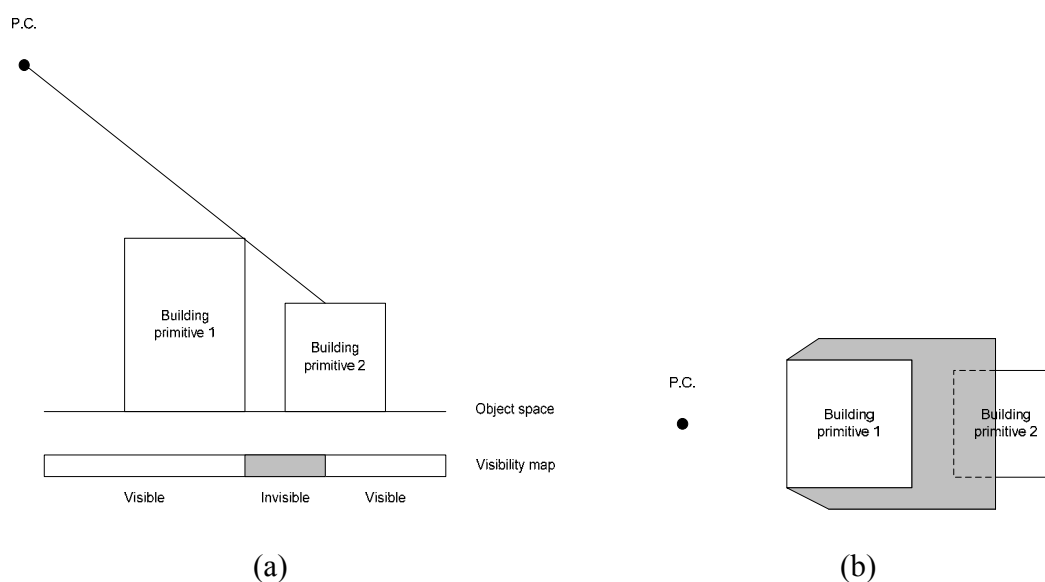 P.C.
Building
primitive 1
Building
primitive 2
Object space
Visibility map
Visible
Invisible
Visible
(a)
P.C.
Building
primitive 1
Building
primitive 2
(b)